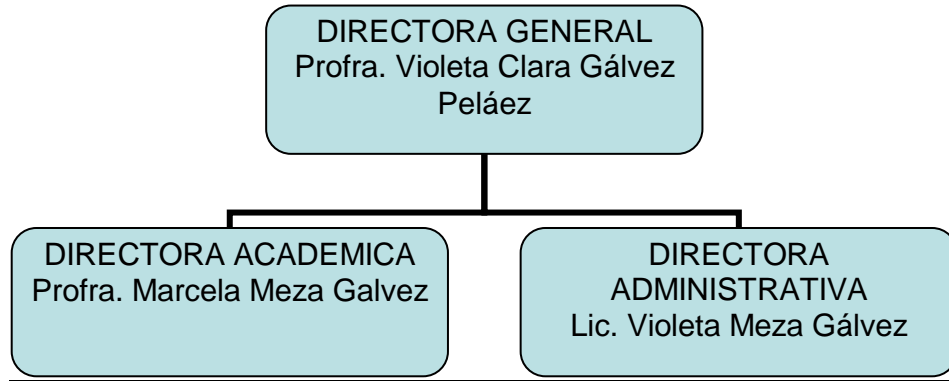 DIRECTORA GENERAL
Profra. Violeta Clara Gálvez
Peláez
DIRECTORA ACADEMICA
Profra. Marcela Meza Galvez
DIRECTORA
ADMINISTRATIVA
Lic. Violeta Meza Gálvez